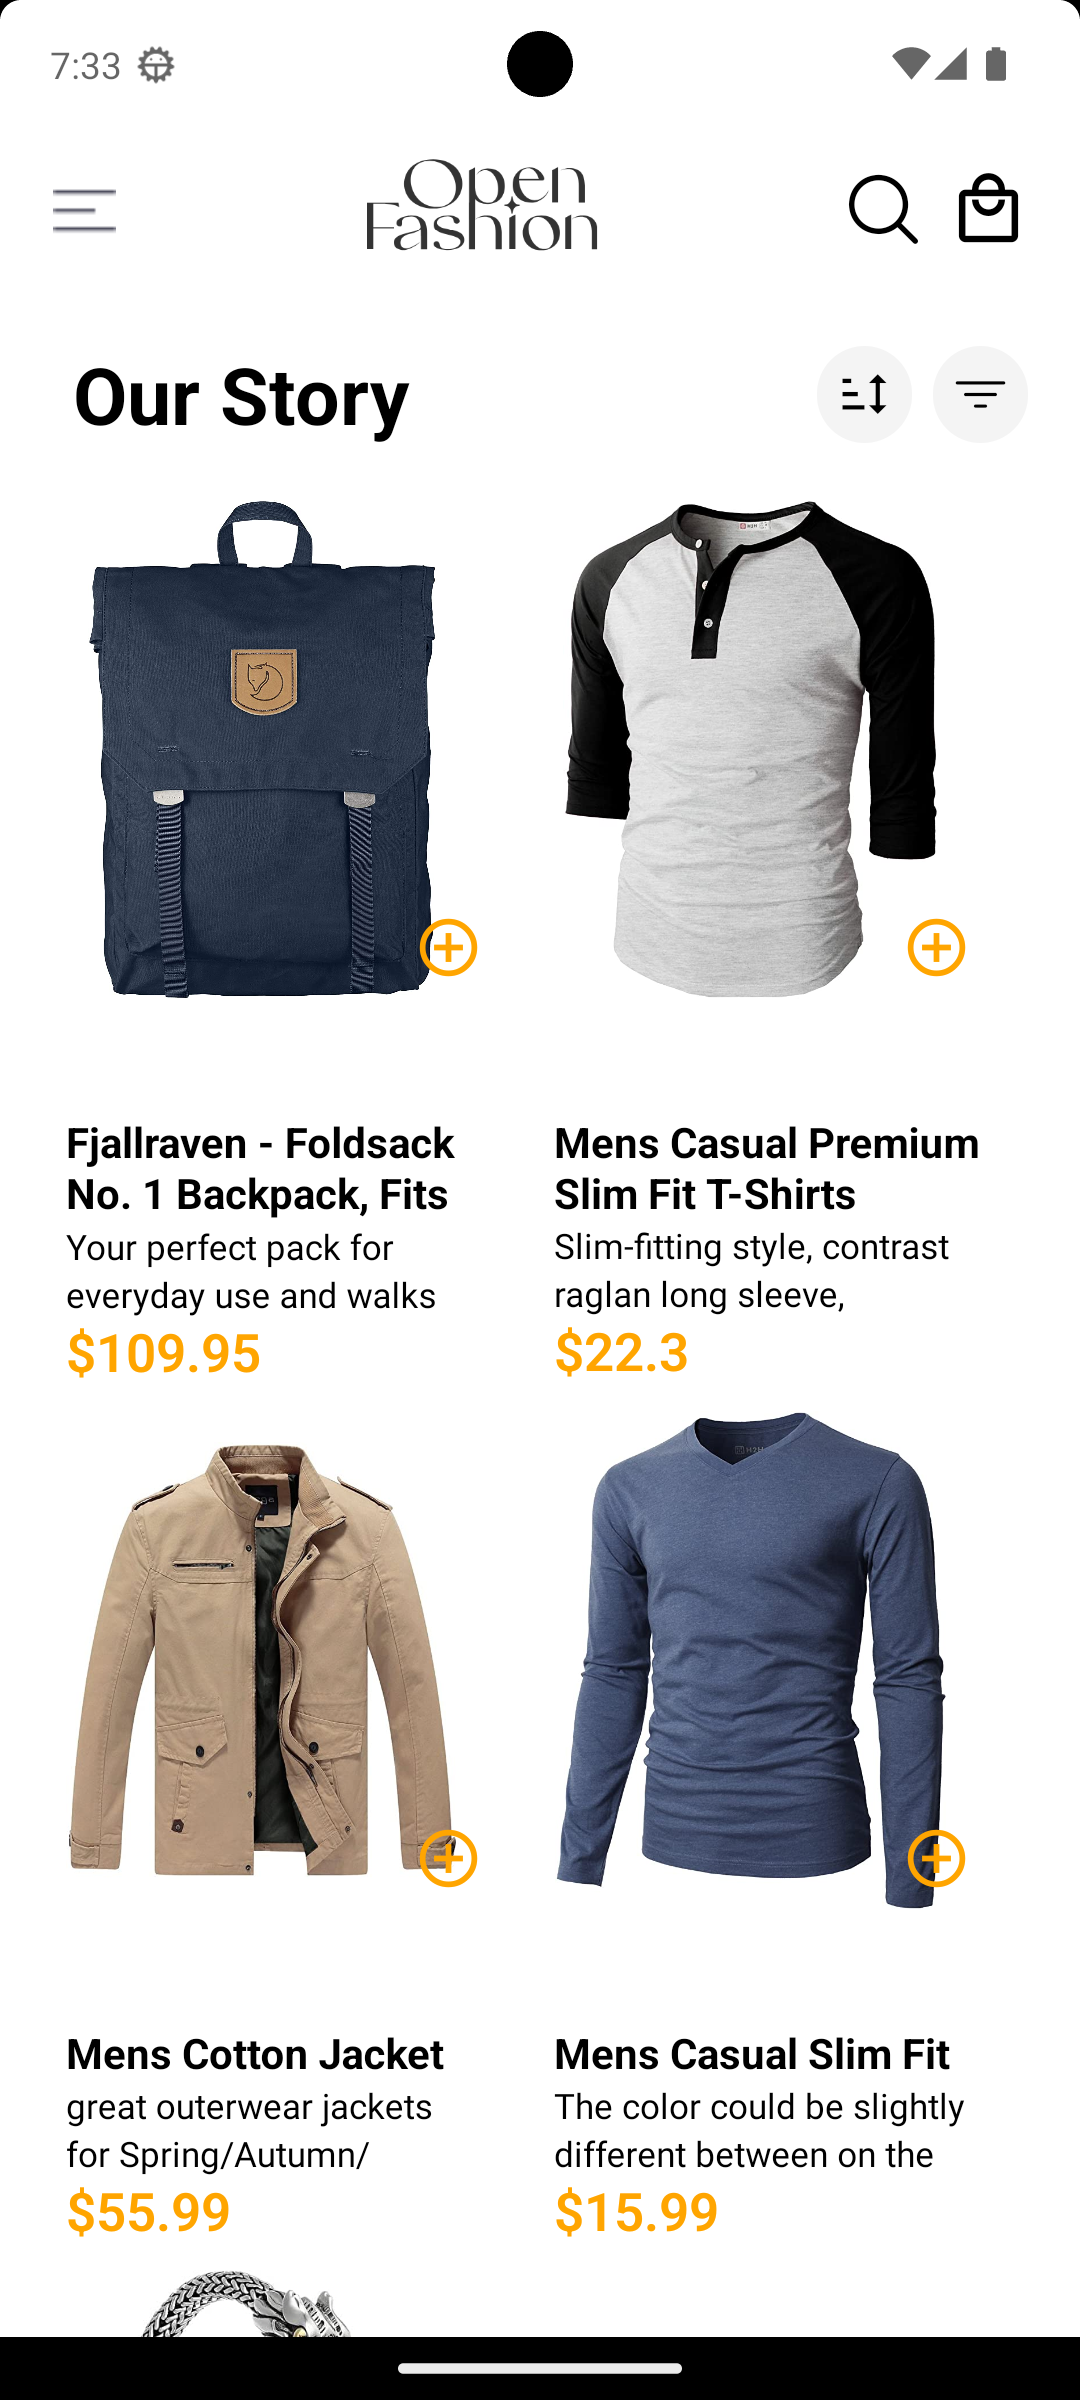 7:33
Open
Fashion
Our Story
Fjallraven - Foldsack
No. 1 Backpack, Fits
Your perfect pack for
everyday use and walks
$109.95
Mens Casual Premium
Slim Fit T-Shirts
Slim-fitting style, contrast
raglan long sleeve,
$22.3
Mens Cotton Jacket
great outerwear jackets
for Spring/Autumn/
$55.99
Mens Casual Slim Fit
The color could be slightly
different between on the
$15.99